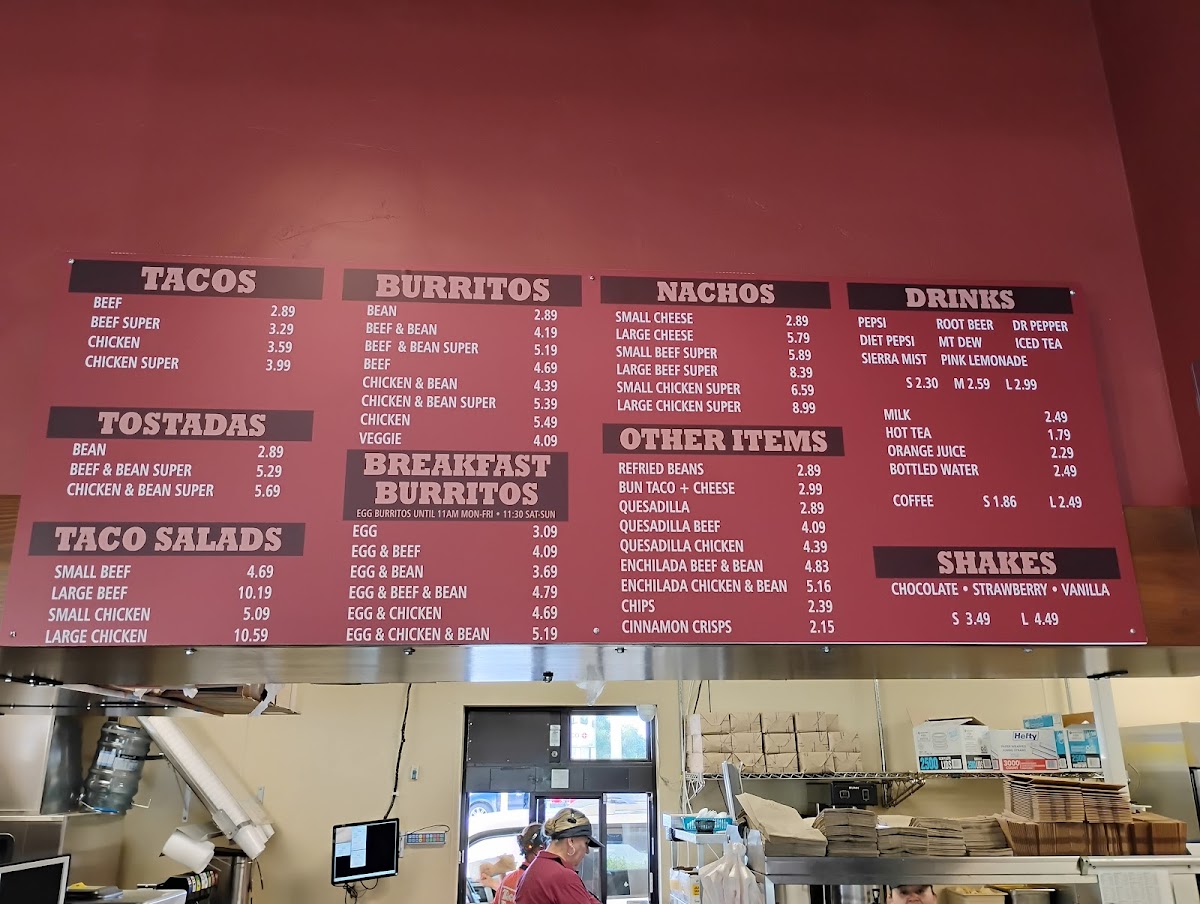 TACOS
BEEF 2.89
BEEF SUPER 3.29
CHICKEN 3.59
CHICKEN SUPER 3.99
TOSTADAS
BEAN 2.89
BEEF & BEAN SUPER 5.29
CHICKEN & BEAN SUPER 5.69
TACO SALADS
SMALL BEEF 4.69
LARGE BEEF 10.19
SMALL CHICKEN 5.09
LARGE CHICKEN 10.59
BURRITOS
BEAN 2.89
BEEF & BEAN 4.19
BEEF & BEAN SUPER 5.19
BEEF 4.69
CHICKEN & BEAN 4.39
CHICKEN & BEAN SUPER 5.39
CHICKEN 5.49
VEGGIE 4.09
BREAKFAST
BURRITOS
EGG BURRITOS UNTIL 11AM MON-FRI • 11:30 SAT-SUN
EGG 3.09
EGG & BEEF 4.09
EGG & BEAN 3.69
EGG & BEEF & BEAN 4.79
EGG & CHICKEN 4.69
EGG & CHICKEN & BEAN 5.19
NACHOS
SMALL CHEESE 2.89
LARGE CHEESE 5.79
SMALL BEEF SUPER 5.89
LARGE BEEF SUPER 8.39
SMALL CHICKEN SUPER 6.59
LARGE CHICKEN SUPER 8.99
OTHER ITEMS
REFRIED BEANS 2.89
BUN TACO + CHEESE 2.99
QUESADILLA 2.89
QUESADILLA BEEF 4.09
QUESADILLA CHICKEN 4.39
ENCHILADA BEEF & BEAN 4.83
ENCHILADA CHICKEN & BEAN 5.16
CHIPS 2.39
CINNAMON CRISPS 2.15
DRINKS
PEPSI ROOT BEER DR PEPPER
DIET PEPSI MT DEW ICED TEA
SIERRA MIST PINK LEMONADE
S 2.30 M 2.59 L 2.99
MILK 2.49
HOT TEA 1.79
ORANGE JUICE 2.29
BOTTLED WATER 2.49
COFFEE S 1.86 L 2.49
SHAKES
CHOCOLATE • STRAWBERRY • VANILLA
S 3.49 L 4.49
Hefty
2500
3000